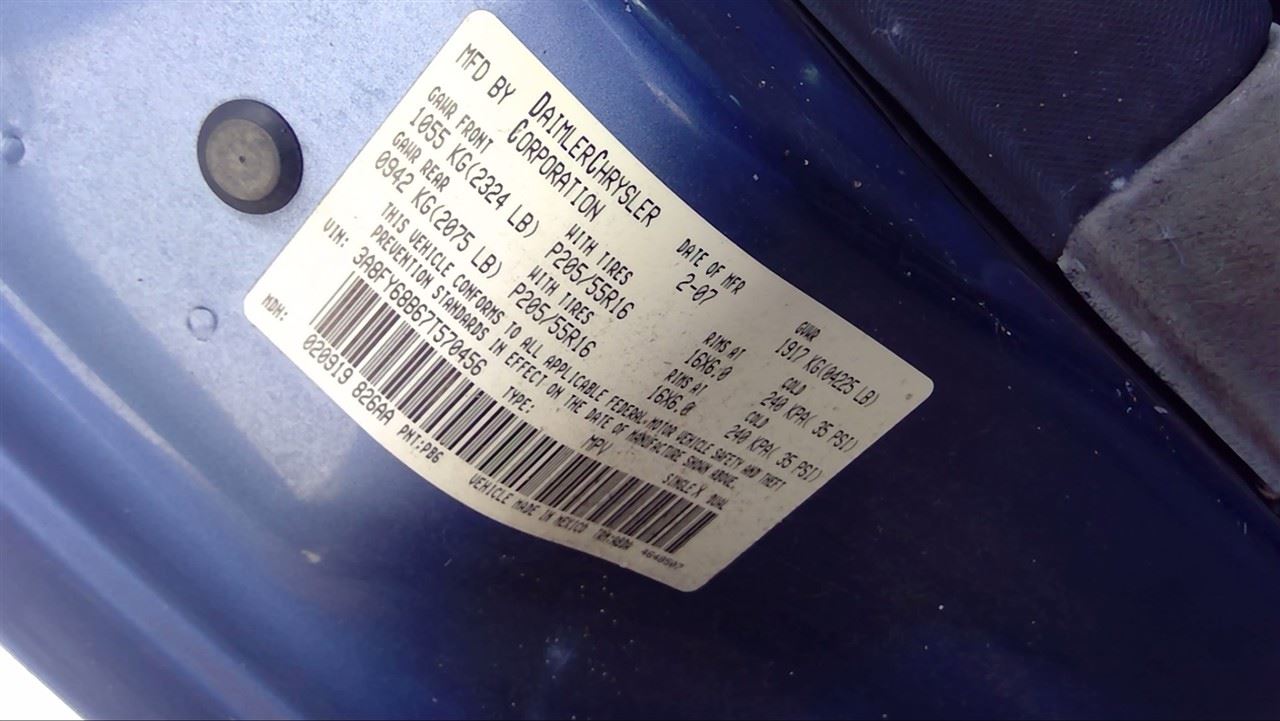 MFD BY DAIMLERCHRYSLER CORPORATION
DATE OF MFR 2-07
GVWR 1917 KG(04225 LB)
GAWR FRONT WITH TIRES RIMS AT COLD
1055 KG(2324 LB) P205/55R16 16X6.0 240 KPA( 35 PSI)
GAWR REAR WITH TIRES RIMS AT COLD
0942 KG(2075 LB) P205/55R16 16X6.0 240 KPA( 35 PSI)
THIS VEHICLE CONFORMS TO ALL APPLICABLE FEDERAL MOTOR VEHICLE SAFETY AND THEFT
PREVENTION STANDARDS IN EFFECT ON THE DATE OF MANUFACTURE SHOWN ABOVE.
VIN: 3A8FY68B67T570456 TYPE: MPV SINGLE X DUAL
MDH: 020919 826AA PNT:PB6
VEHICLE MADE IN MEXICO 4648507